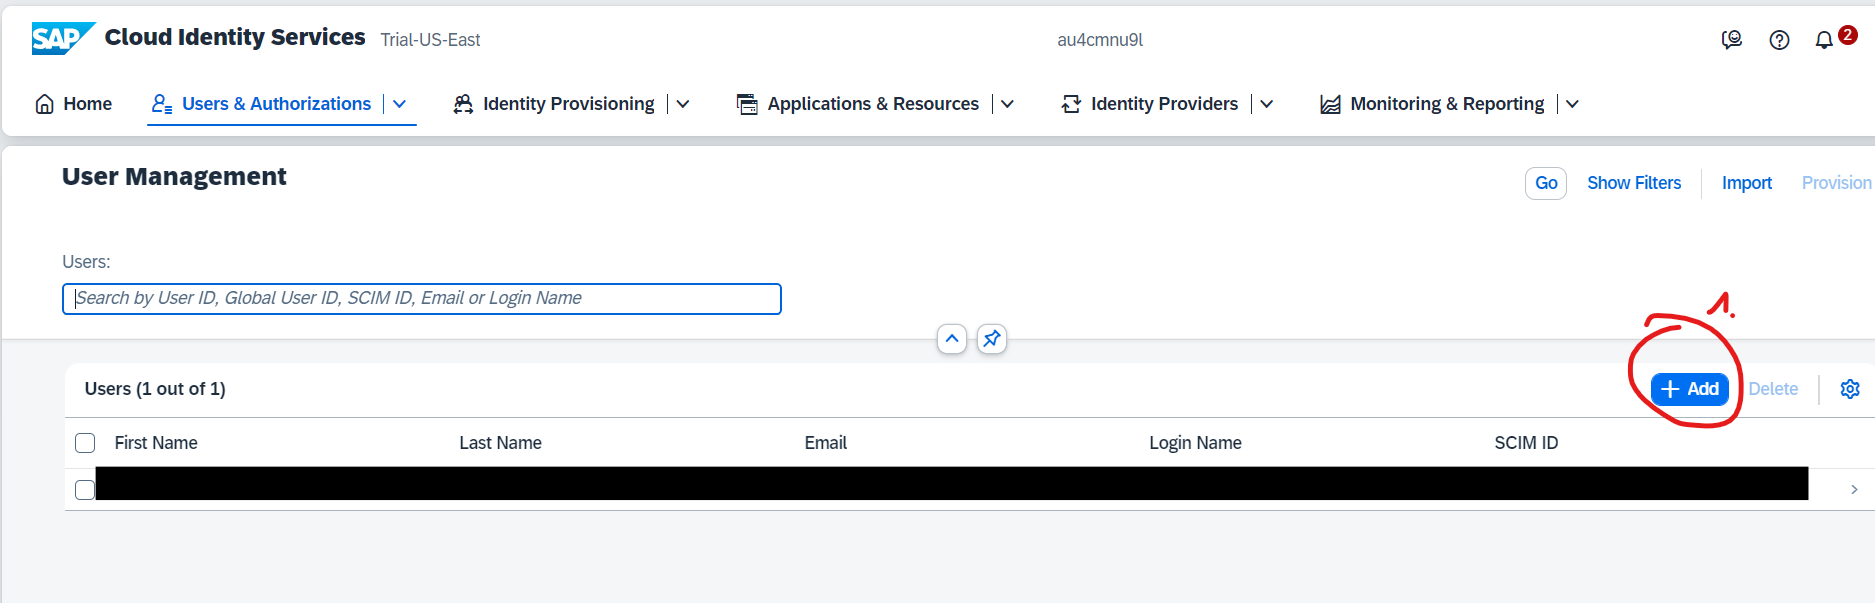 SAP Cloud Identity Services Trial-US-East au4cmnu9l 2
Home Users & Authorizations Identity Provisioning Applications & Resources Identity Providers Monitoring & Reporting
User Management
Go Show Filters Import Provision
Users:
Search by User ID, Global User ID, SCIM ID, Email or Login Name
1.
Users (1 out of 1) + Add Delete
First Name Last Name Email Login Name SCIM ID